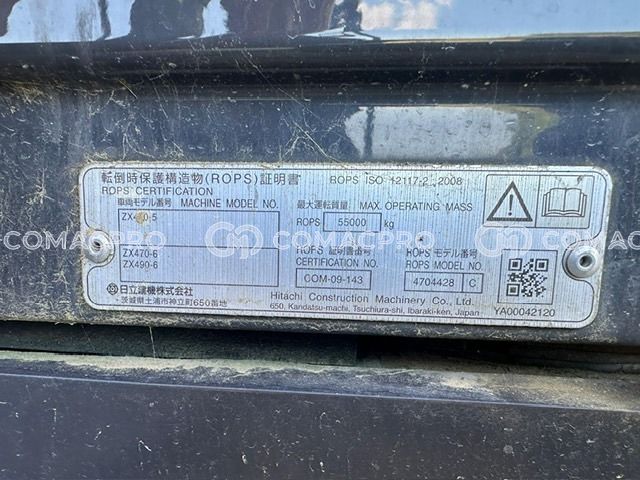 転倒時保護構造物(ROPS)証明書 ROPS ISO 12117-2 2008
ROPS CERTIFICATION
車両モデル番号 MACHINE MODEL NO. 最大運転質量 MAX. OPERATING MASS
ROPS 55000 kg
ZX470-6
ZX490-6
ROPS 証明書番号 ROPS モデル番号
CERTIFICATION NO. ROPS MODEL NO.
COM-09-143 4704428 C
日立建機株式会社 Hitachi Construction Machinery Co., Ltd.
茨城県土浦市神立町650番地 650, Kandatsu-machi, Tsuchiura-shi, Ibaraki-ken, Japan
YA00042120
COMACPRO COMACPRO COMACPRO